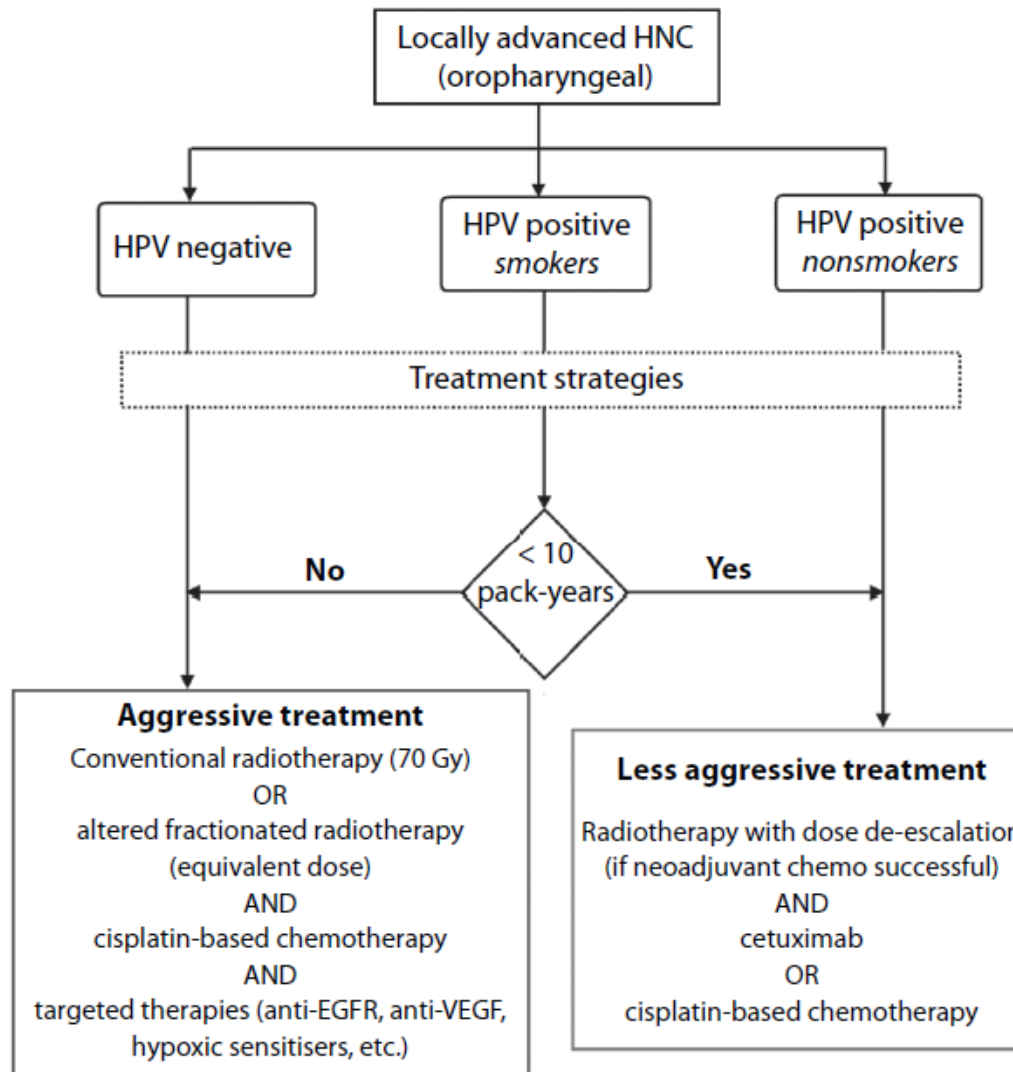 Locally advanced HNC
(oropharyngeal)
HPV negative
HPV positive
smokers
HPV positive
nonsmokers
Treatment strategies
< 10
pack-years
No
Yes
Aggressive treatment
Conventional radiotherapy (70 Gy)
OR
altered fractionated radiotherapy
(equivalent dose)
AND
cisplatin-based chemotherapy
AND
targeted therapies (anti-EGFR, anti-VEGF,
hypoxic sensitisers, etc.)
Less aggressive treatment
Radiotherapy with dose de-escalation
(if neoadjuvant chemo successful)
AND
cetuximab
OR
cisplatin-based chemotherapy